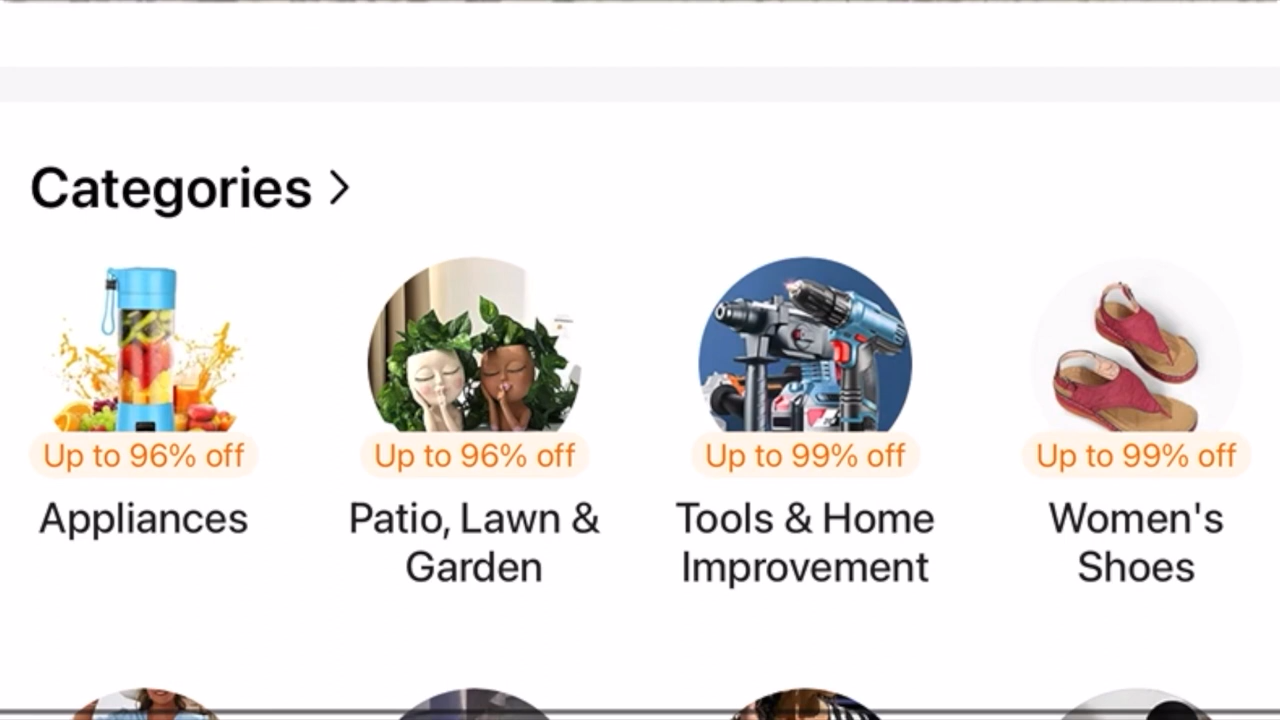 Categories >
Up to 96% off
Up to 96% off
Up to 99% off
Up to 99% off
Appliances
Patio, Lawn &
Garden
Tools & Home
Improvement
Women's
Shoes